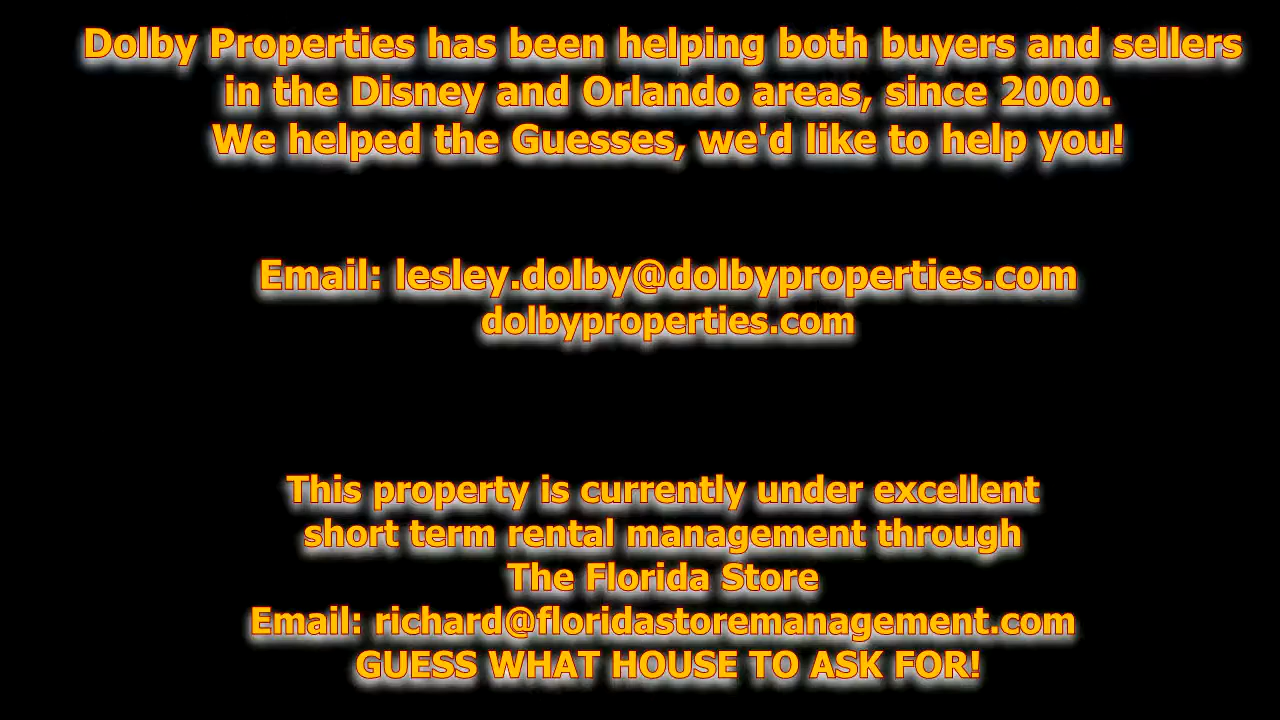 Dolby Properties has been helping both buyers and sellers
in the Disney and Orlando areas, since 2000.
We helped the Guesses, we'd like to help you!
Email: lesley.dolby@dolbyproperties.com
dolbyproperties.com
This property is currently under excellent
short term rental management through
The Florida Store
Email: richard@floridastoremanagement.com
GUESS WHAT HOUSE TO ASK FOR!